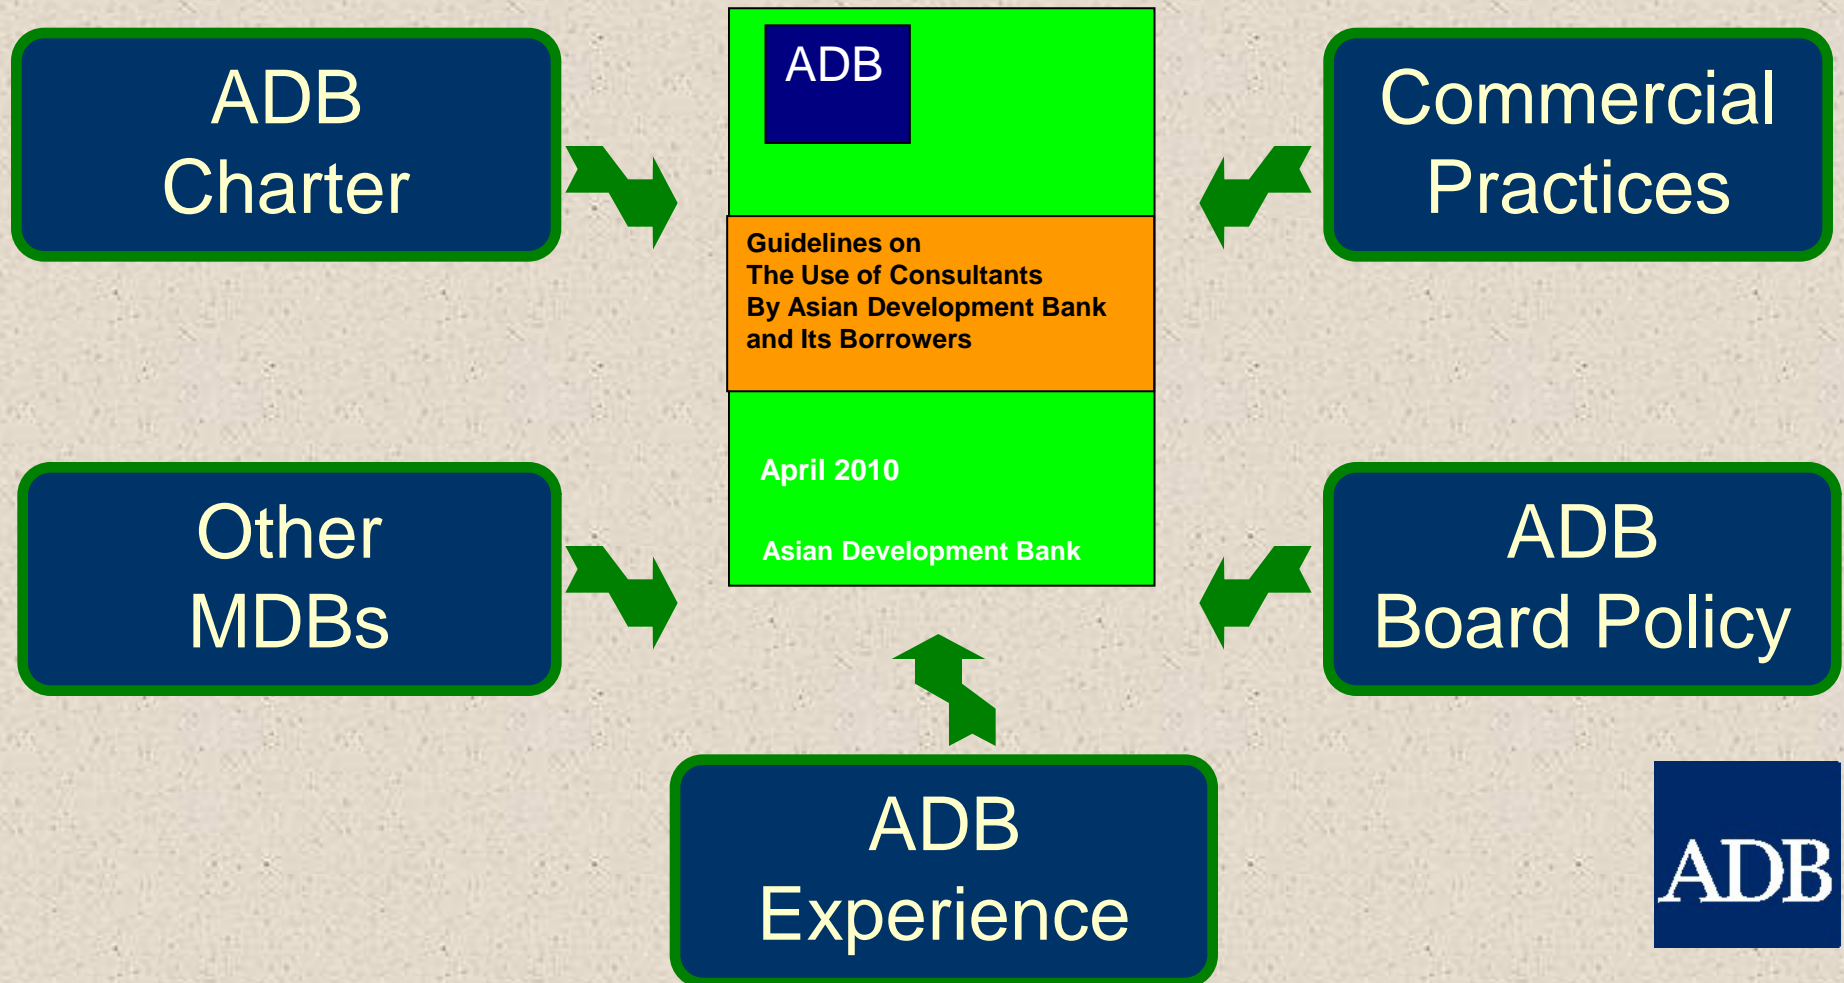 ADB
Charter
ADB
Guidelines on
The Use of Consultants
By Asian Development Bank
and Its Borrowers
April 2010
Asian Development Bank
Commercial
Practices
Other
MDBs
ADB
Board Policy
ADB
Experience
ADB